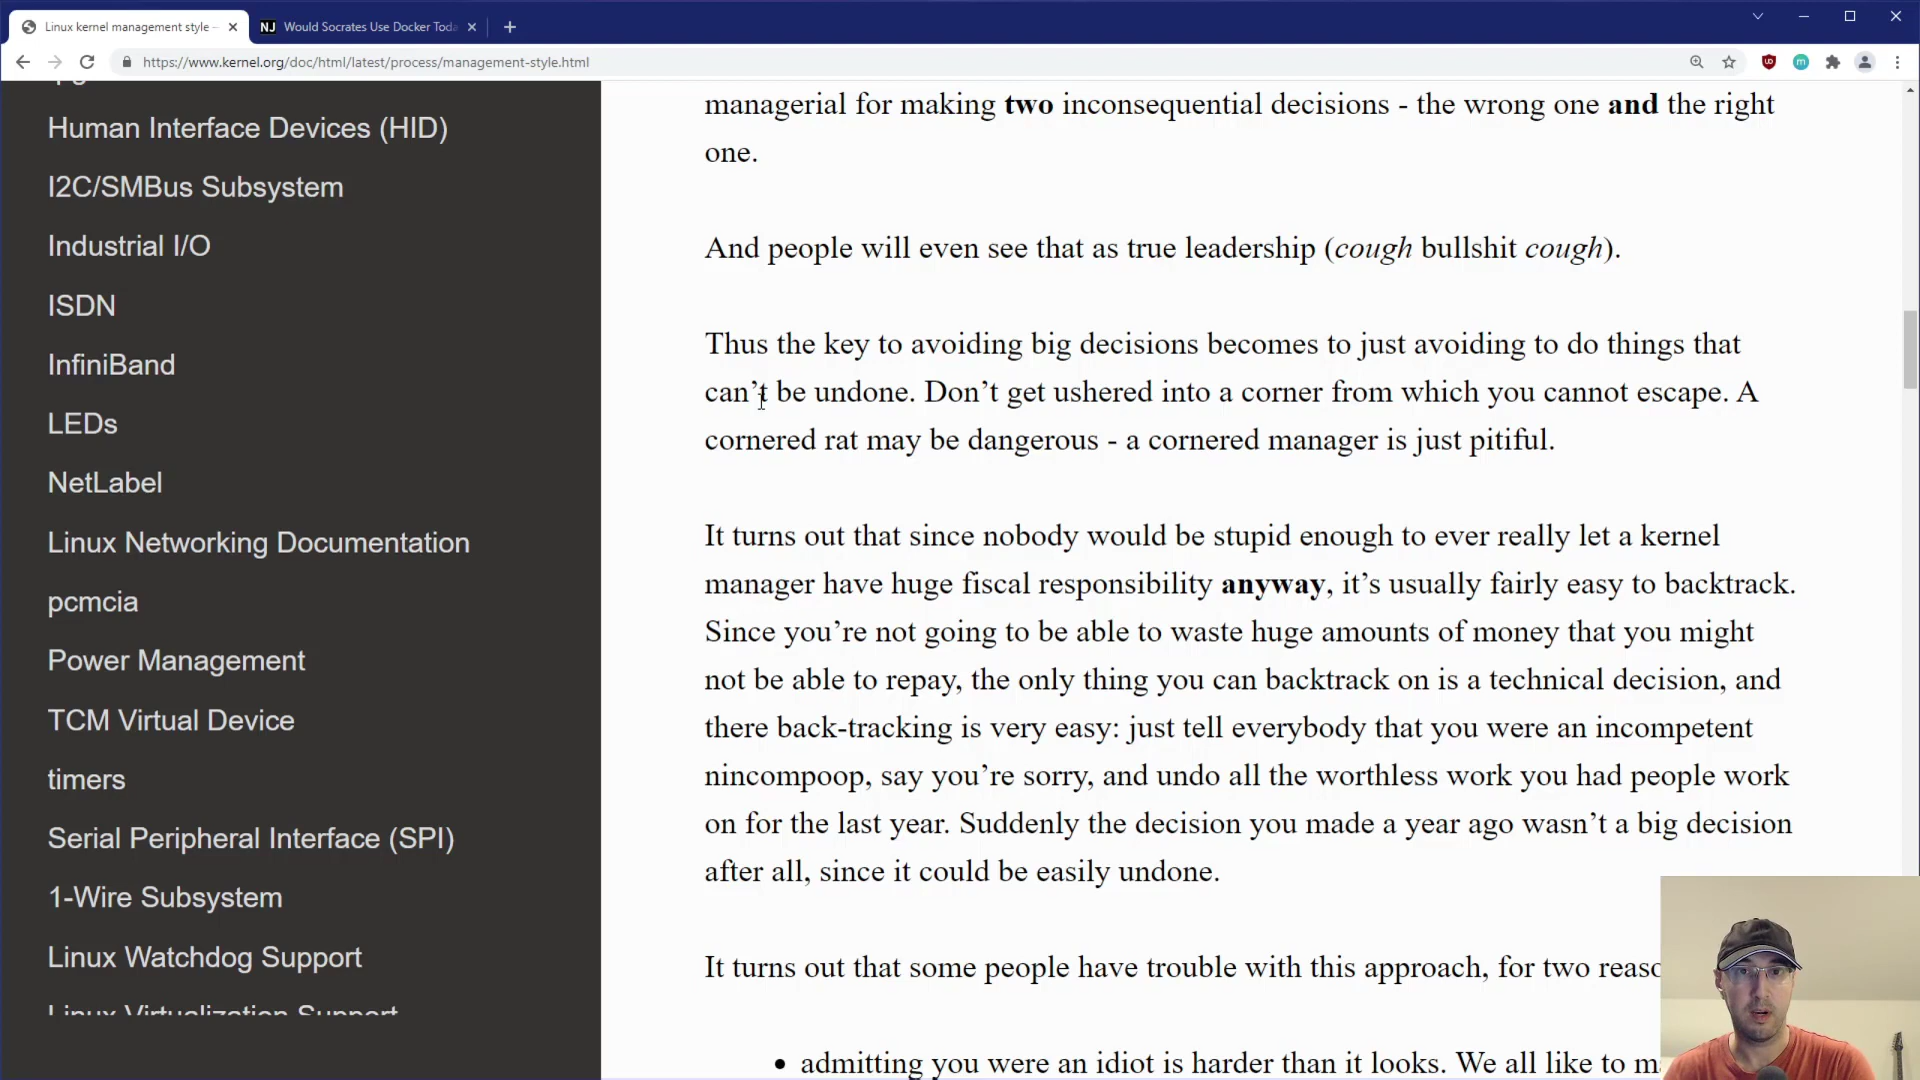 Linux kernel management style -
NJ Would Socrates Use Docker Toda
https://www.kernel.org/doc/html/latest/process/management-style.html
Human Interface Devices (HID)
I2C/SMBus Subsystem
Industrial I/O
ISDN
InfiniBand
LEDs
NetLabel
Linux Networking Documentation
pcmcia
Power Management
TCM Virtual Device
timers
Serial Peripheral Interface (SPI)
1-Wire Subsystem
Linux Watchdog Support
Linux Virtualization Support
managerial for making two inconsequential decisions - the wrong one and the right
one.
And people will even see that as true leadership (cough bullshit cough).
Thus the key to avoiding big decisions becomes to just avoiding to do things that
can’t be undone. Don’t get ushered into a corner from which you cannot escape. A
cornered rat may be dangerous - a cornered manager is just pitiful.
It turns out that since nobody would be stupid enough to ever really let a kernel
manager have huge fiscal responsibility anyway, it’s usually fairly easy to backtrack.
Since you’re not going to be able to waste huge amounts of money that you might
not be able to repay, the only thing you can backtrack on is a technical decision, and
there back-tracking is very easy: just tell everybody that you were an incompetent
nincompoop, say you’re sorry, and undo all the worthless work you had people work
on for the last year. Suddenly the decision you made a year ago wasn’t a big decision
after all, since it could be easily undone.
It turns out that some people have trouble with this approach, for two reaso
• admitting you were an idiot is harder than it looks. We all like to m